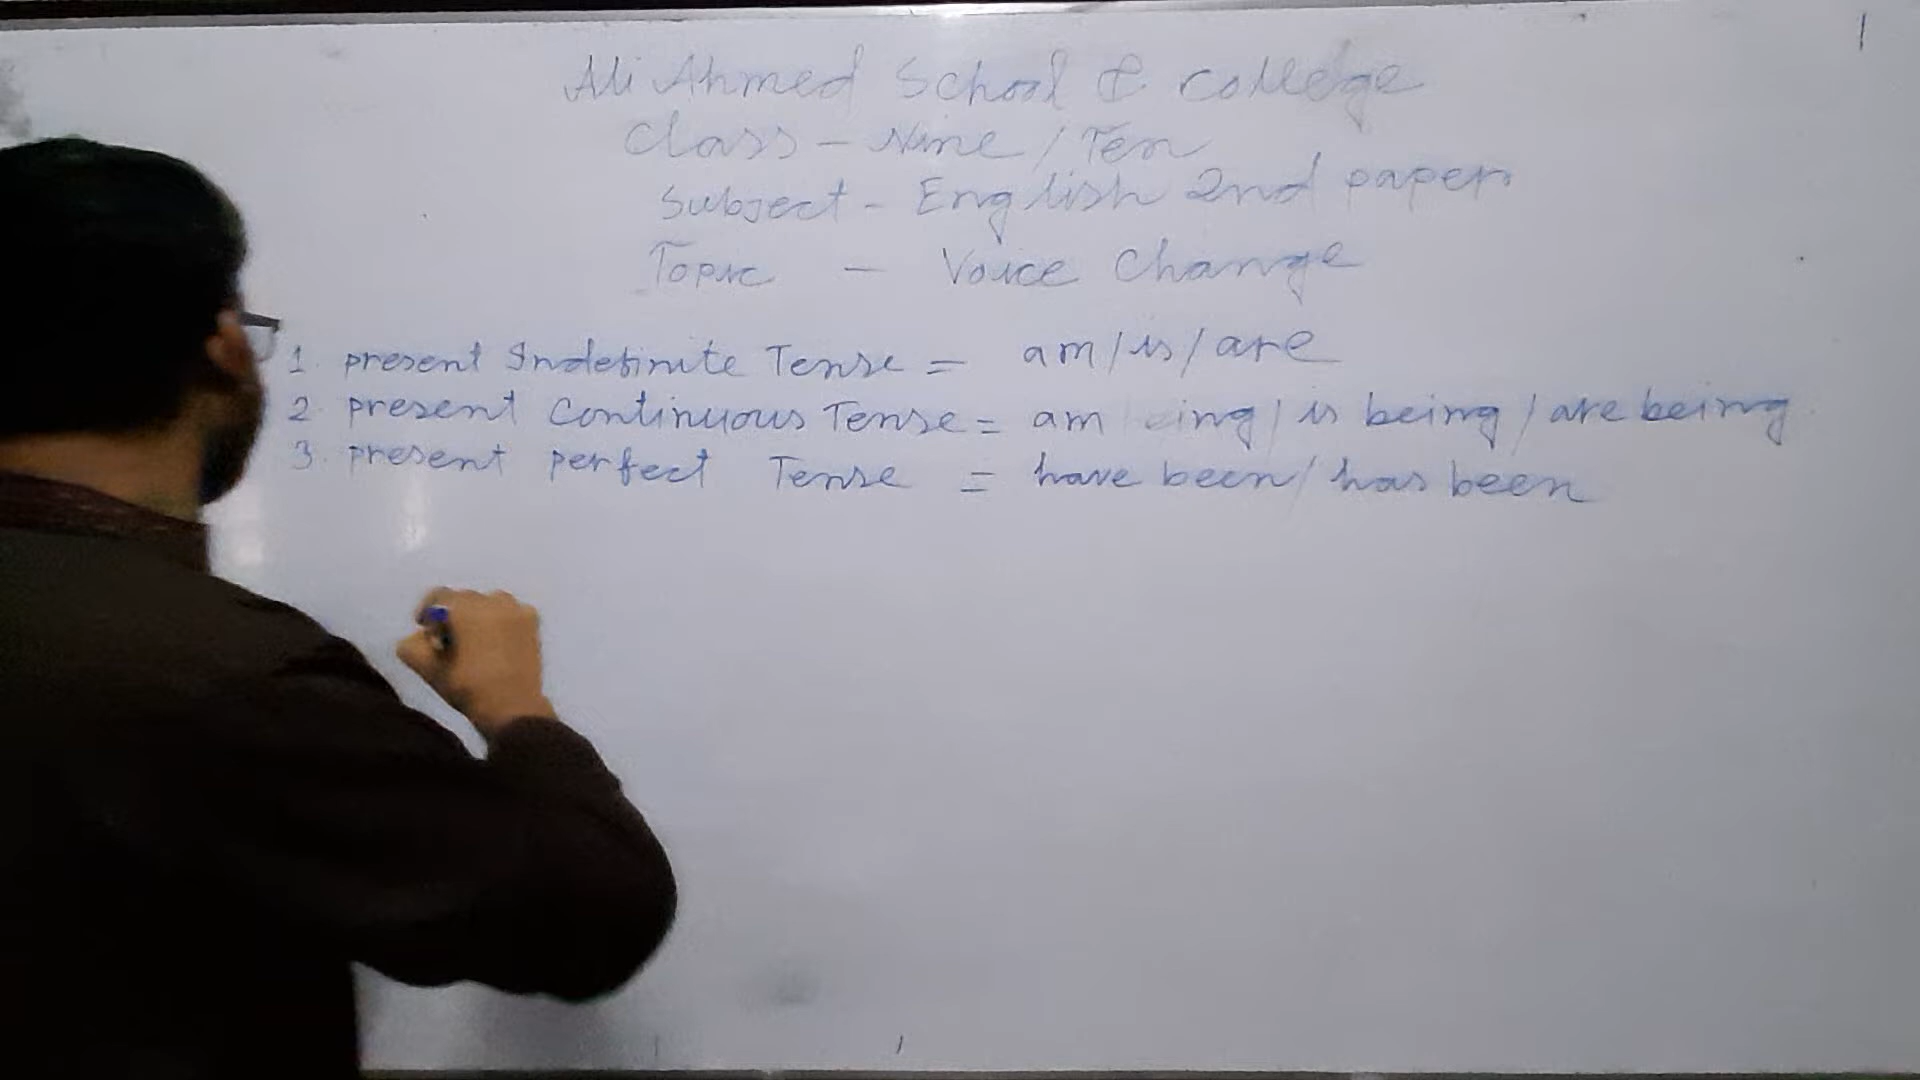 Ali Ahmed School & College
Class - Nine / Ten
Subject - English 2nd paper
Topic - Voice Change
1. present Indefinite Tense = am/is/are
2. present Continuous Tense = am ing / is being / are being
3. present perfect Tense = have been / has been